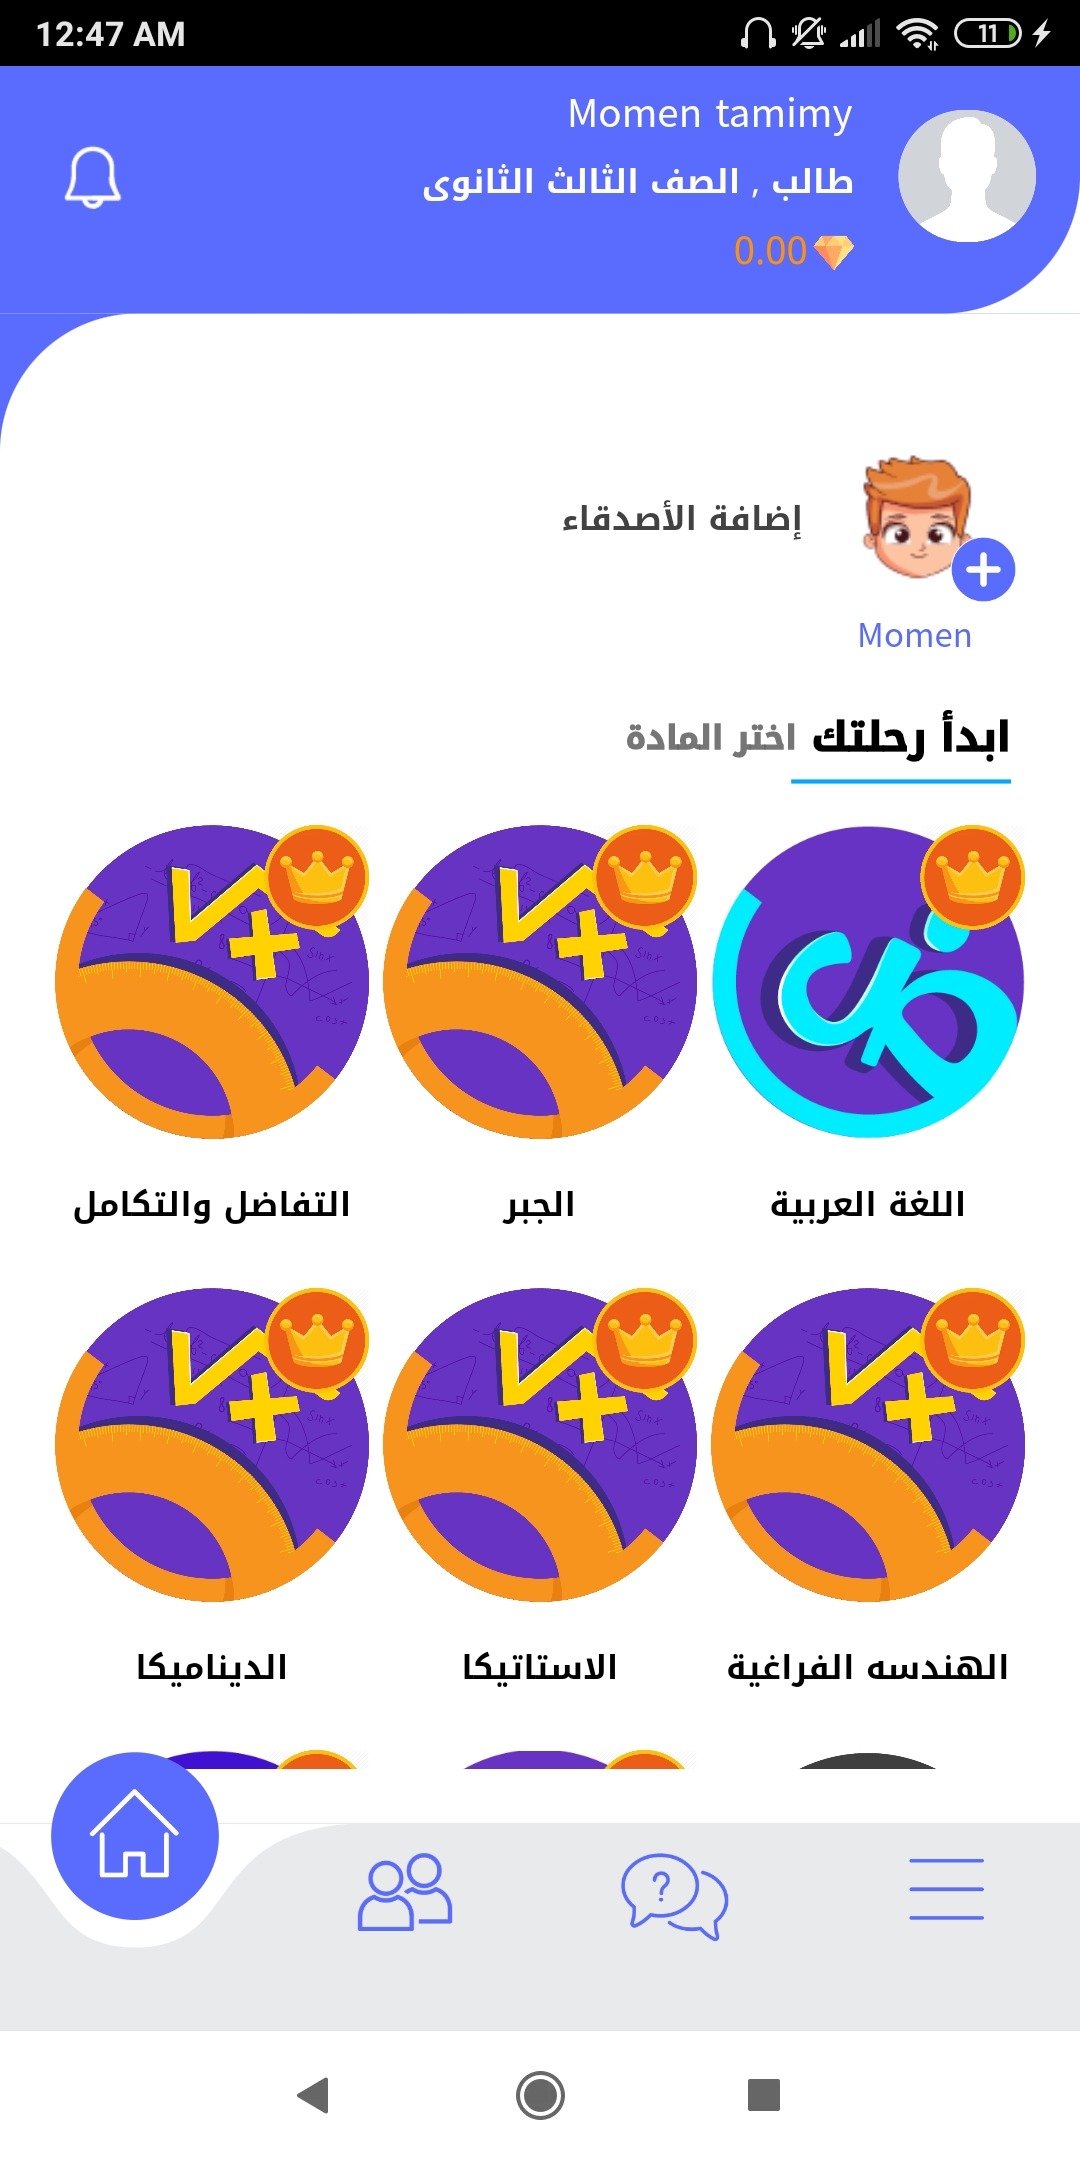 12:47 AM
11
Momen tamimy
طالب , الصف الثالث الثانوى
0.00
إضافة الأصدقاء
Momen
ابدأ رحلتك اختر المادة
اللغة العربية
الجبر
التفاضل والتكامل
الهندسه الفراغية
الاستاتيكا
الديناميكا